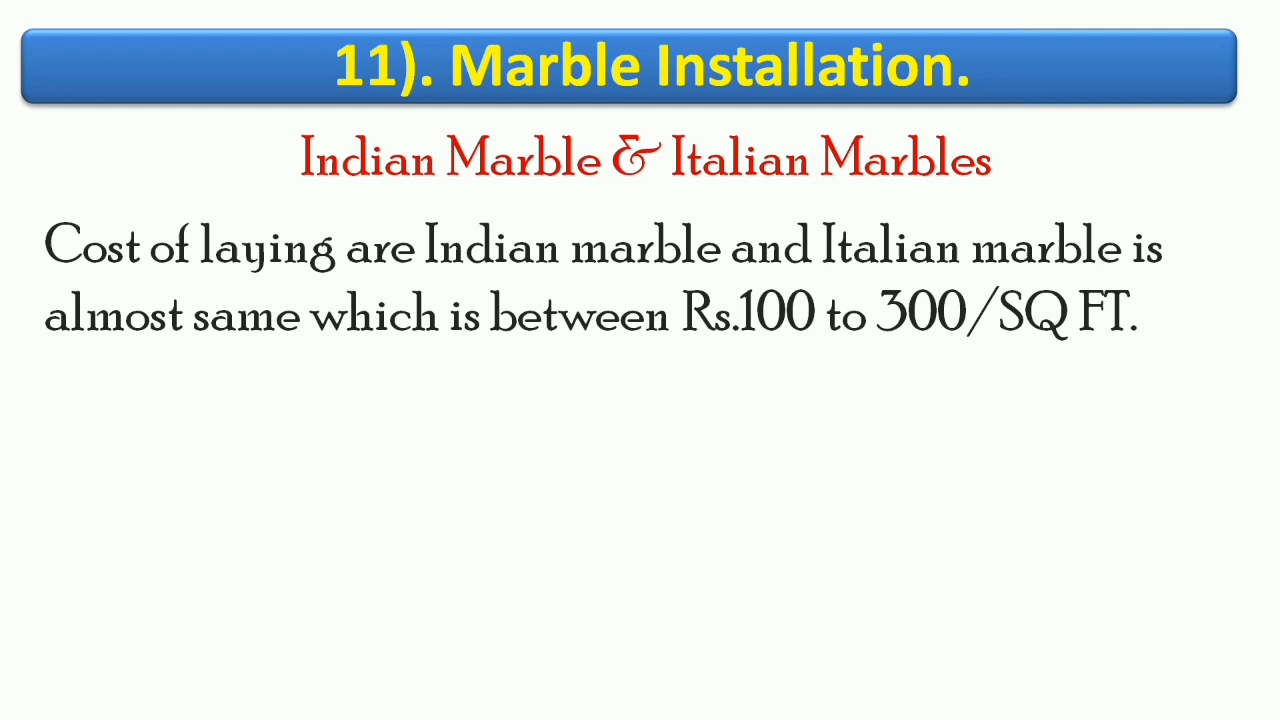 11). Marble Installation.
Indian Marble & Italian Marbles
Cost of laying are Indian marble and Italian marble is
almost same which is between Rs.100 to 300/SQ FT.